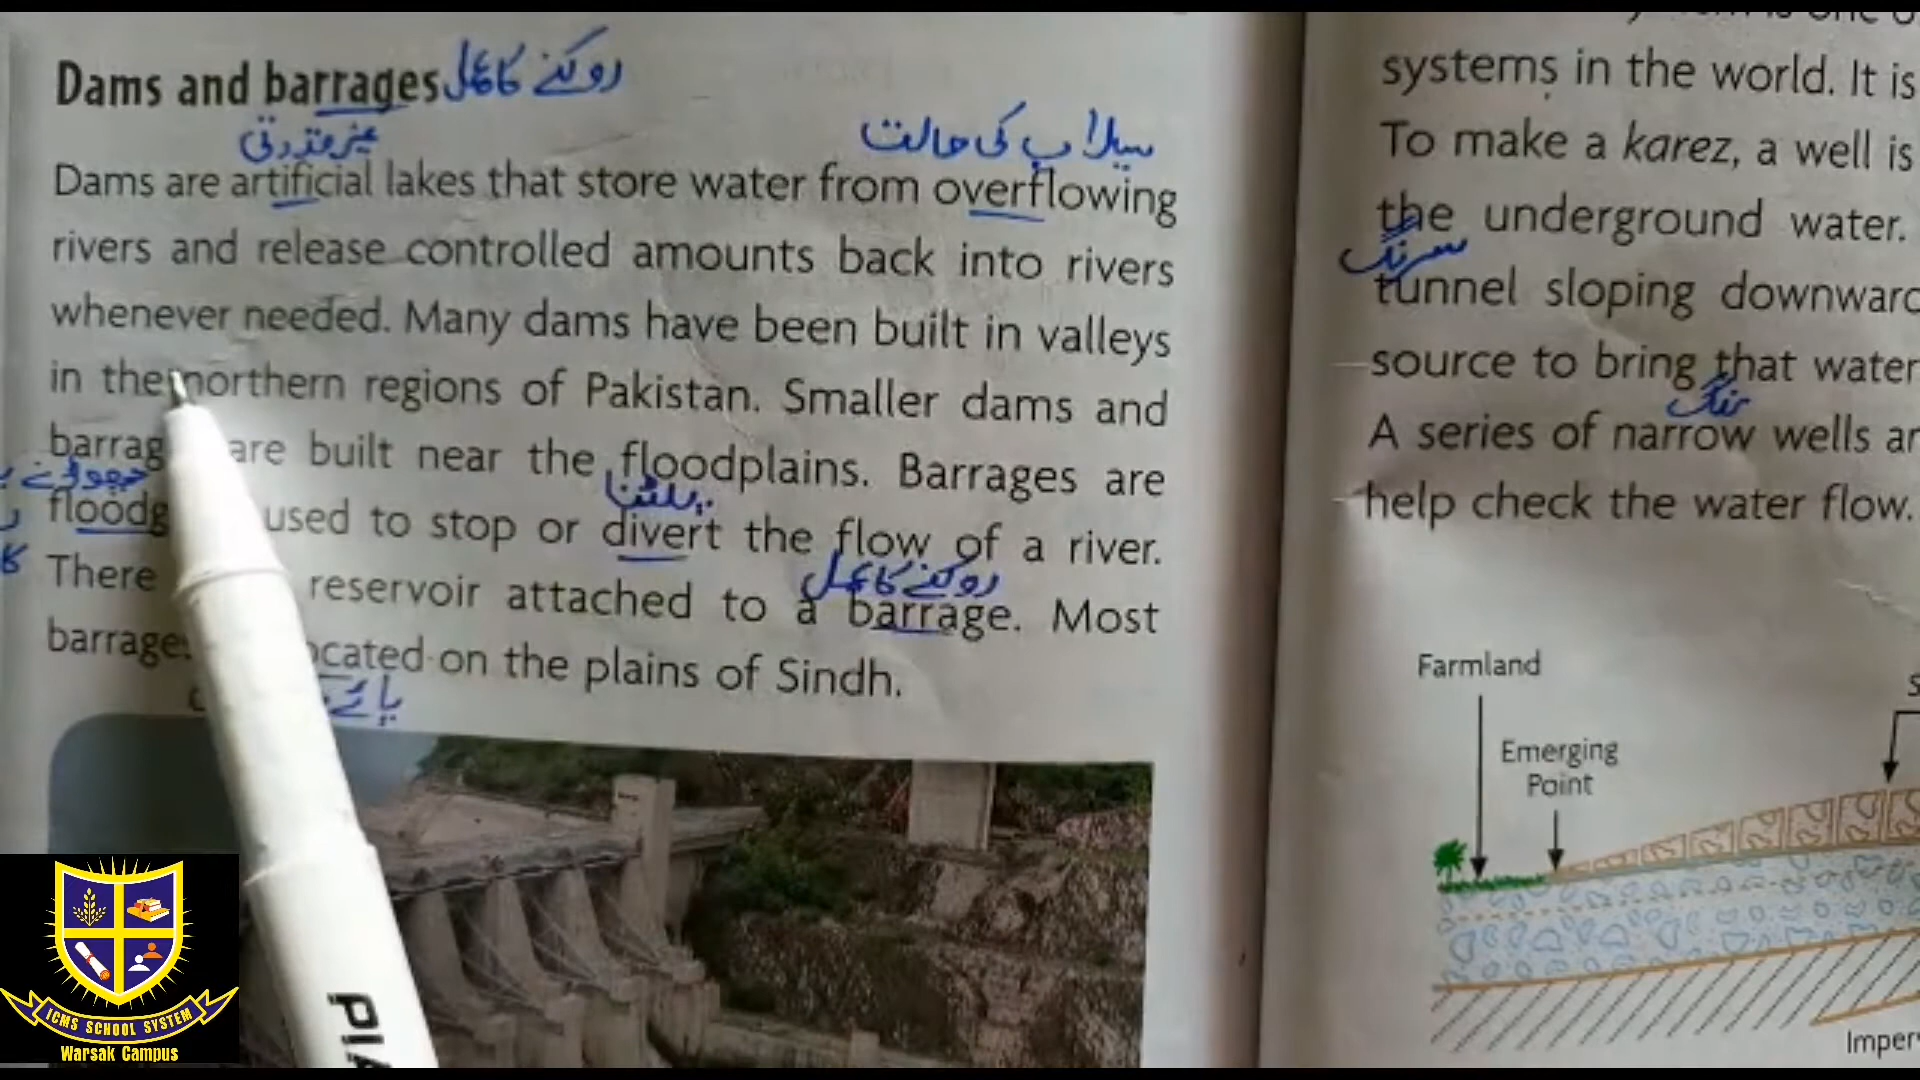 Dams and barrages روکنے کا عمل
غیر قدرتی سیلاب کی حالت
Dams are artificial lakes that store water from overflowing
rivers and release controlled amounts back into rivers
whenever needed. Many dams have been built in valleys
in the northern regions of Pakistan. Smaller dams and
barrag are built near the floodplains. Barrages are
پلٹنا
floodg used to stop or divert the flow of a river.
روکنے کا عمل
There reservoir attached to a barrage. Most
barrages ocated on the plains of Sindh.
systems in the world. It is
To make a karez, a well is
the underground water.
سرنگ
tunnel sloping downward
source to bring that water
تنگ
A series of narrow wells ar
help check the water flow.
Farmland
Emerging
Point
Imper
PIA
ICMS SCHOOL SYSTEM
Warsak Campus